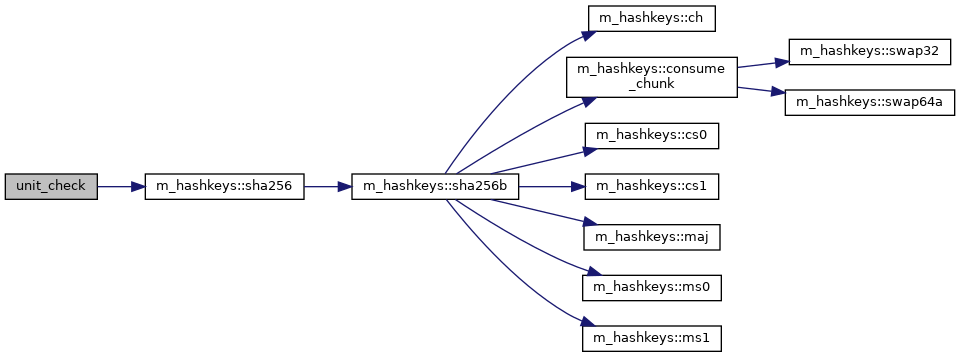 unit_check
m_hashkeys::sha256
m_hashkeys::sha256b
m_hashkeys::ch
m_hashkeys::consume
_chunk
m_hashkeys::swap32
m_hashkeys::swap64a
m_hashkeys::cs0
m_hashkeys::cs1
m_hashkeys::maj
m_hashkeys::ms0
m_hashkeys::ms1